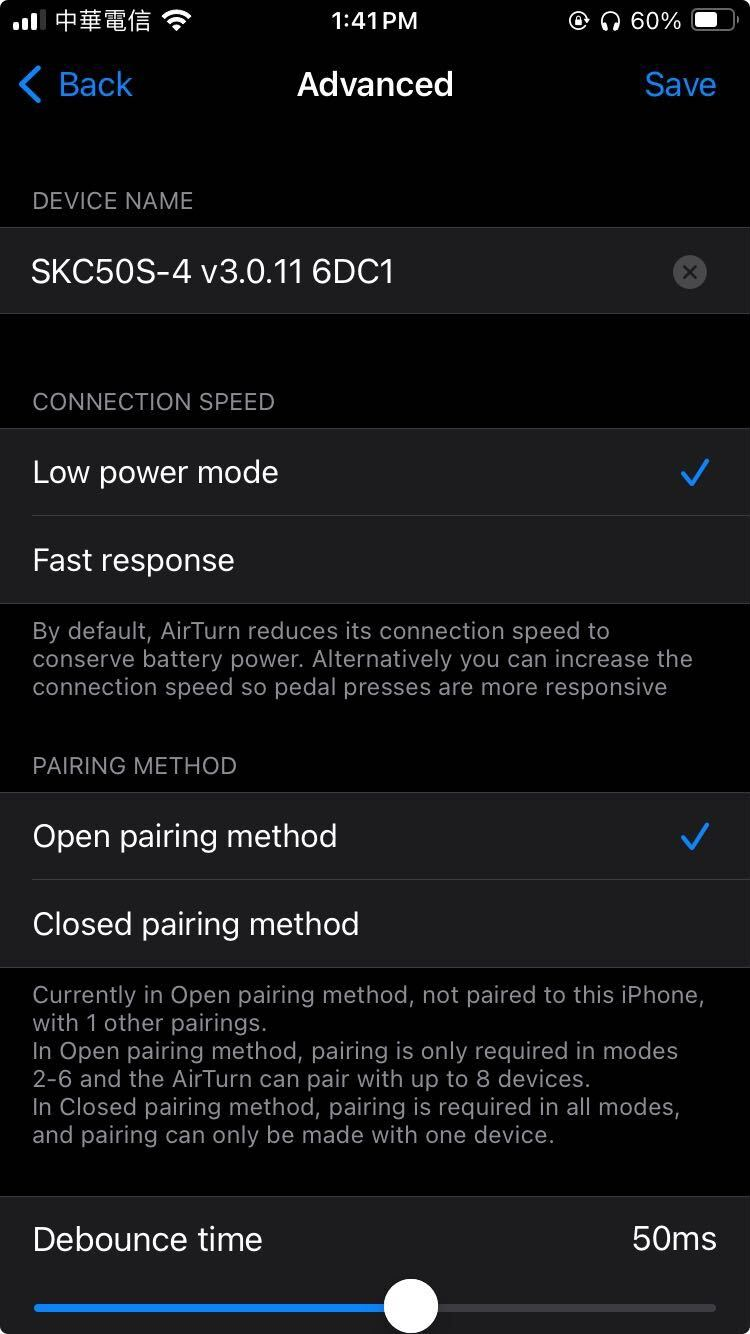 中華電信 1:41 PM 60%
Back Advanced Save
DEVICE NAME
SKC50S-4 v3.0.11 6DC1
CONNECTION SPEED
Low power mode
Fast response
By default, AirTurn reduces its connection speed to
conserve battery power. Alternatively you can increase the
connection speed so pedal presses are more responsive
PAIRING METHOD
Open pairing method
Closed pairing method
Currently in Open pairing method, not paired to this iPhone,
with 1 other pairings.
In Open pairing method, pairing is only required in modes
2-6 and the AirTurn can pair with up to 8 devices.
In Closed pairing method, pairing is required in all modes,
and pairing can only be made with one device.
Debounce time 50ms